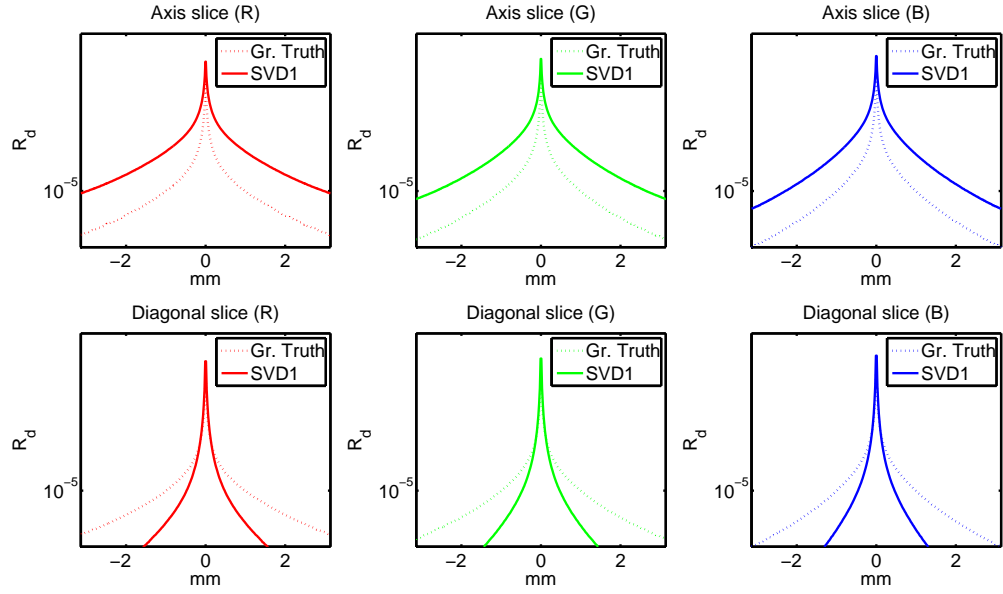 Axis slice (R)
Gr. Truth
SVD1
R_d
10^-5
−2
0
2
mm
Axis slice (G)
Gr. Truth
SVD1
R_d
10^-5
−2
0
2
mm
Axis slice (B)
Gr. Truth
SVD1
R_d
10^-5
−2
0
2
mm
Diagonal slice (R)
Gr. Truth
SVD1
R_d
10^-5
−2
0
2
mm
Diagonal slice (G)
Gr. Truth
SVD1
R_d
10^-5
−2
0
2
mm
Diagonal slice (B)
Gr. Truth
SVD1
R_d
10^-5
−2
0
2
mm